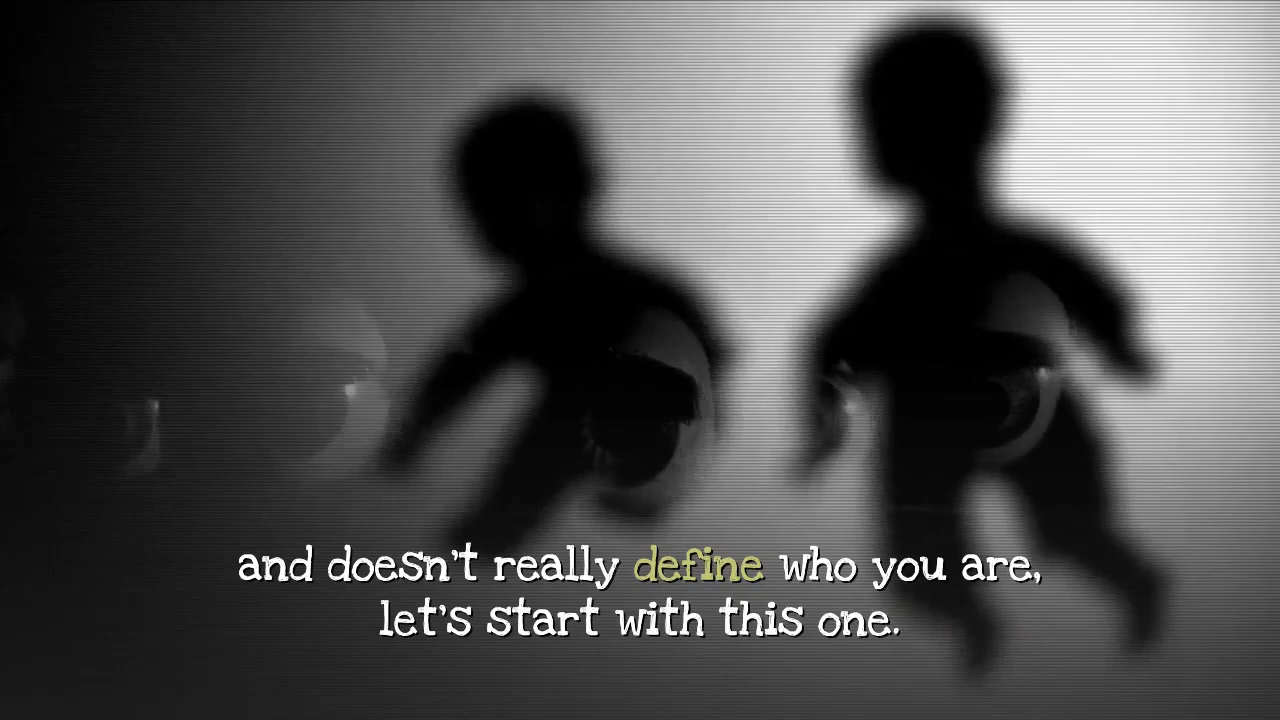 and doesn't really define who you are,
let's start with this one.